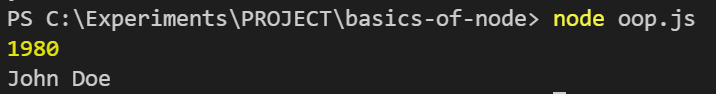 PS C:\Experiments\PROJECT\basics-of-node> node oop.js
1980
John Doe